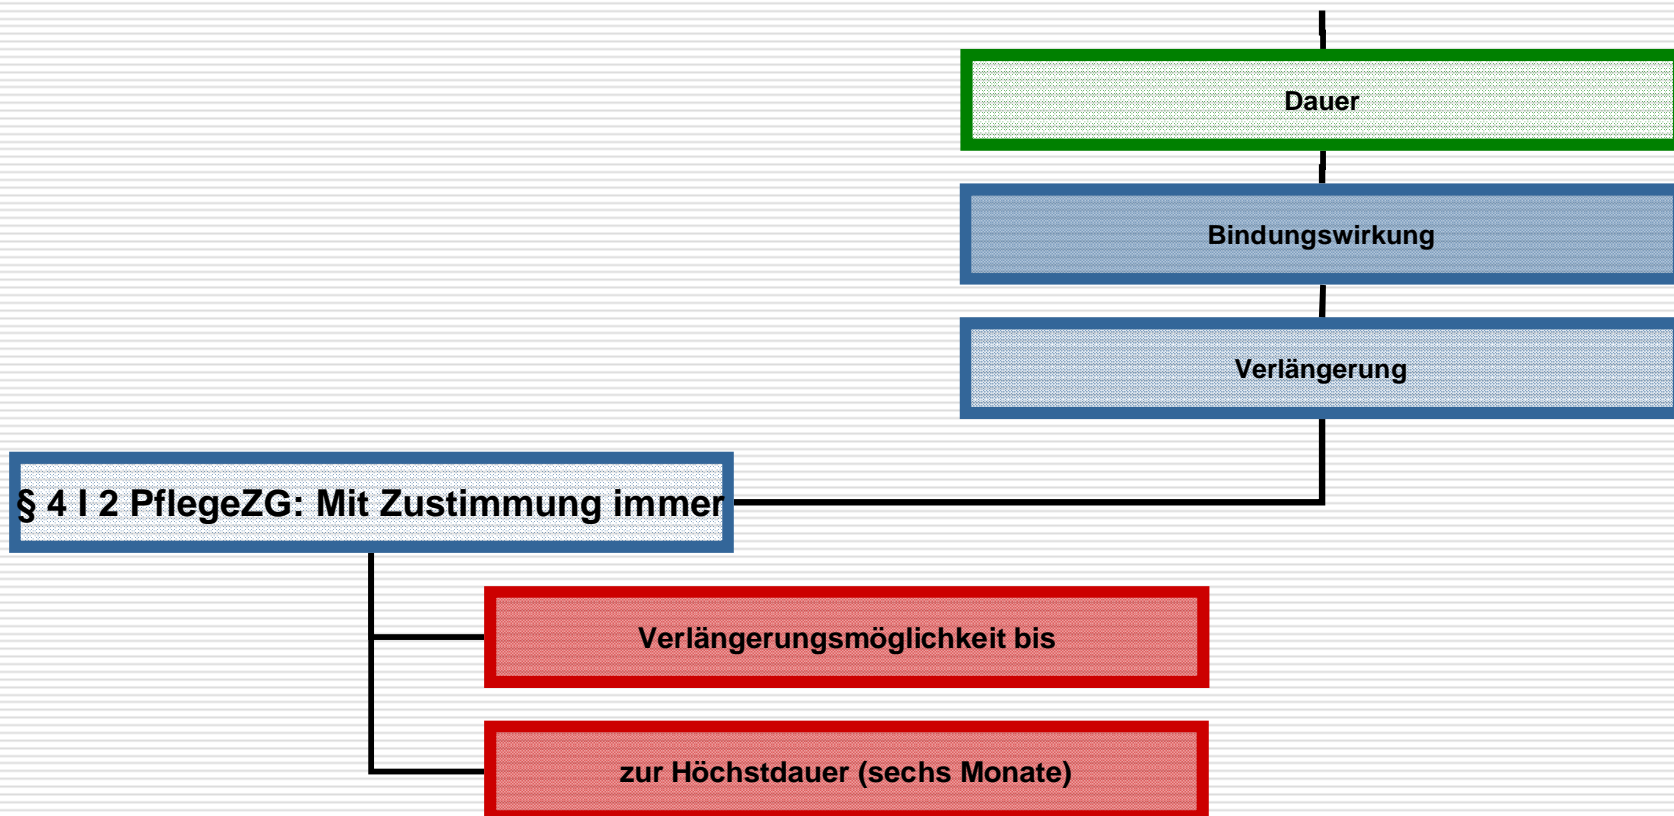 Dauer
Bindungswirkung
Verlängerung
§ 4 I 2 PflegeZG: Mit Zustimmung immer
Verlängerungsmöglichkeit bis
zur Höchstdauer (sechs Monate)